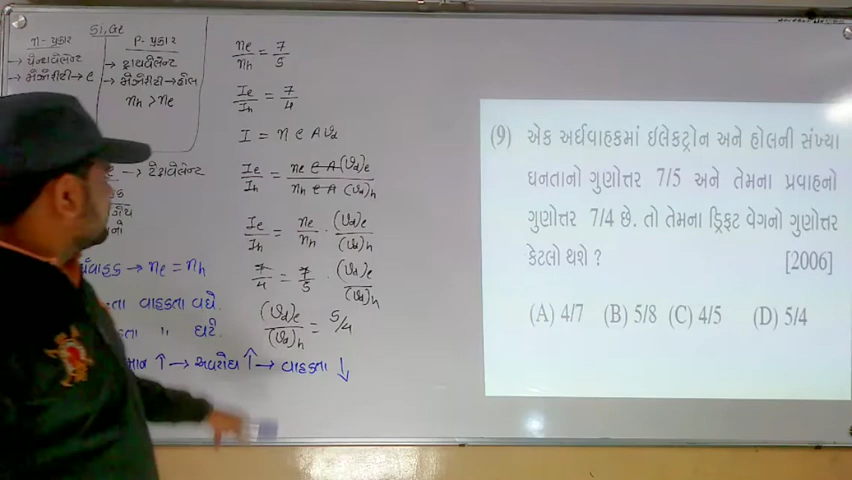 Si, Ge
n - પ્રકાર
→ પેન્ટાવેલેન્ટ
→ મેજોરીટી → e
P - પ્રકાર
→ ટ્રાયવેલેન્ટ
→ મેજોરીટી → હોલ
nh > ne
→ ટેટ્રાવેલેન્ટ
→ ne = nh
વાહકતા વધે.
" ઘટે.
↑ → અવરોધ ↑ → વાહકતા ↓
ne/nh = 7/5
Ie/Ih = 7/4
I = n e A vd
Ie/Ih = ne e A (vd)e / nh e A (vd)h
Ie/Ih = ne/nh · (vd)e/(vd)h
7/4 = 7/5 · (vd)e/(vd)h
(vd)e/(vd)h = 5/4
(9) એક અર્ધવાહકમાં ઇલેકટ્રોન અને હોલની સંખ્યા
ઘનતાનો ગુણોત્તર 7/5 અને તેમના પ્રવાહનો
ગુણોત્તર 7/4 છે. તો તેમના ડ્રિફટ વેગનો ગુણોત્તર
કેટલો થશે ? [2006]
(A) 4/7 (B) 5/8 (C) 4/5 (D) 5/4